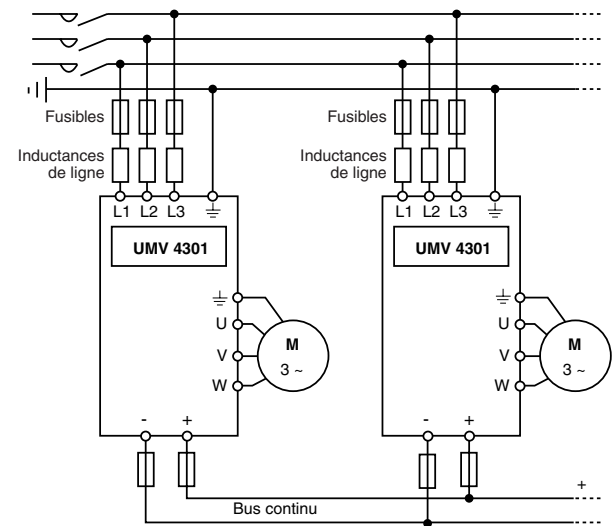 Fusibles
Fusibles
Inductances
de ligne
Inductances
de ligne
L1 L2 L3
L1 L2 L3
UMV 4301
UMV 4301
U
V
W
M
3 ~
U
V
W
M
3 ~
- +
- +
+
Bus continu